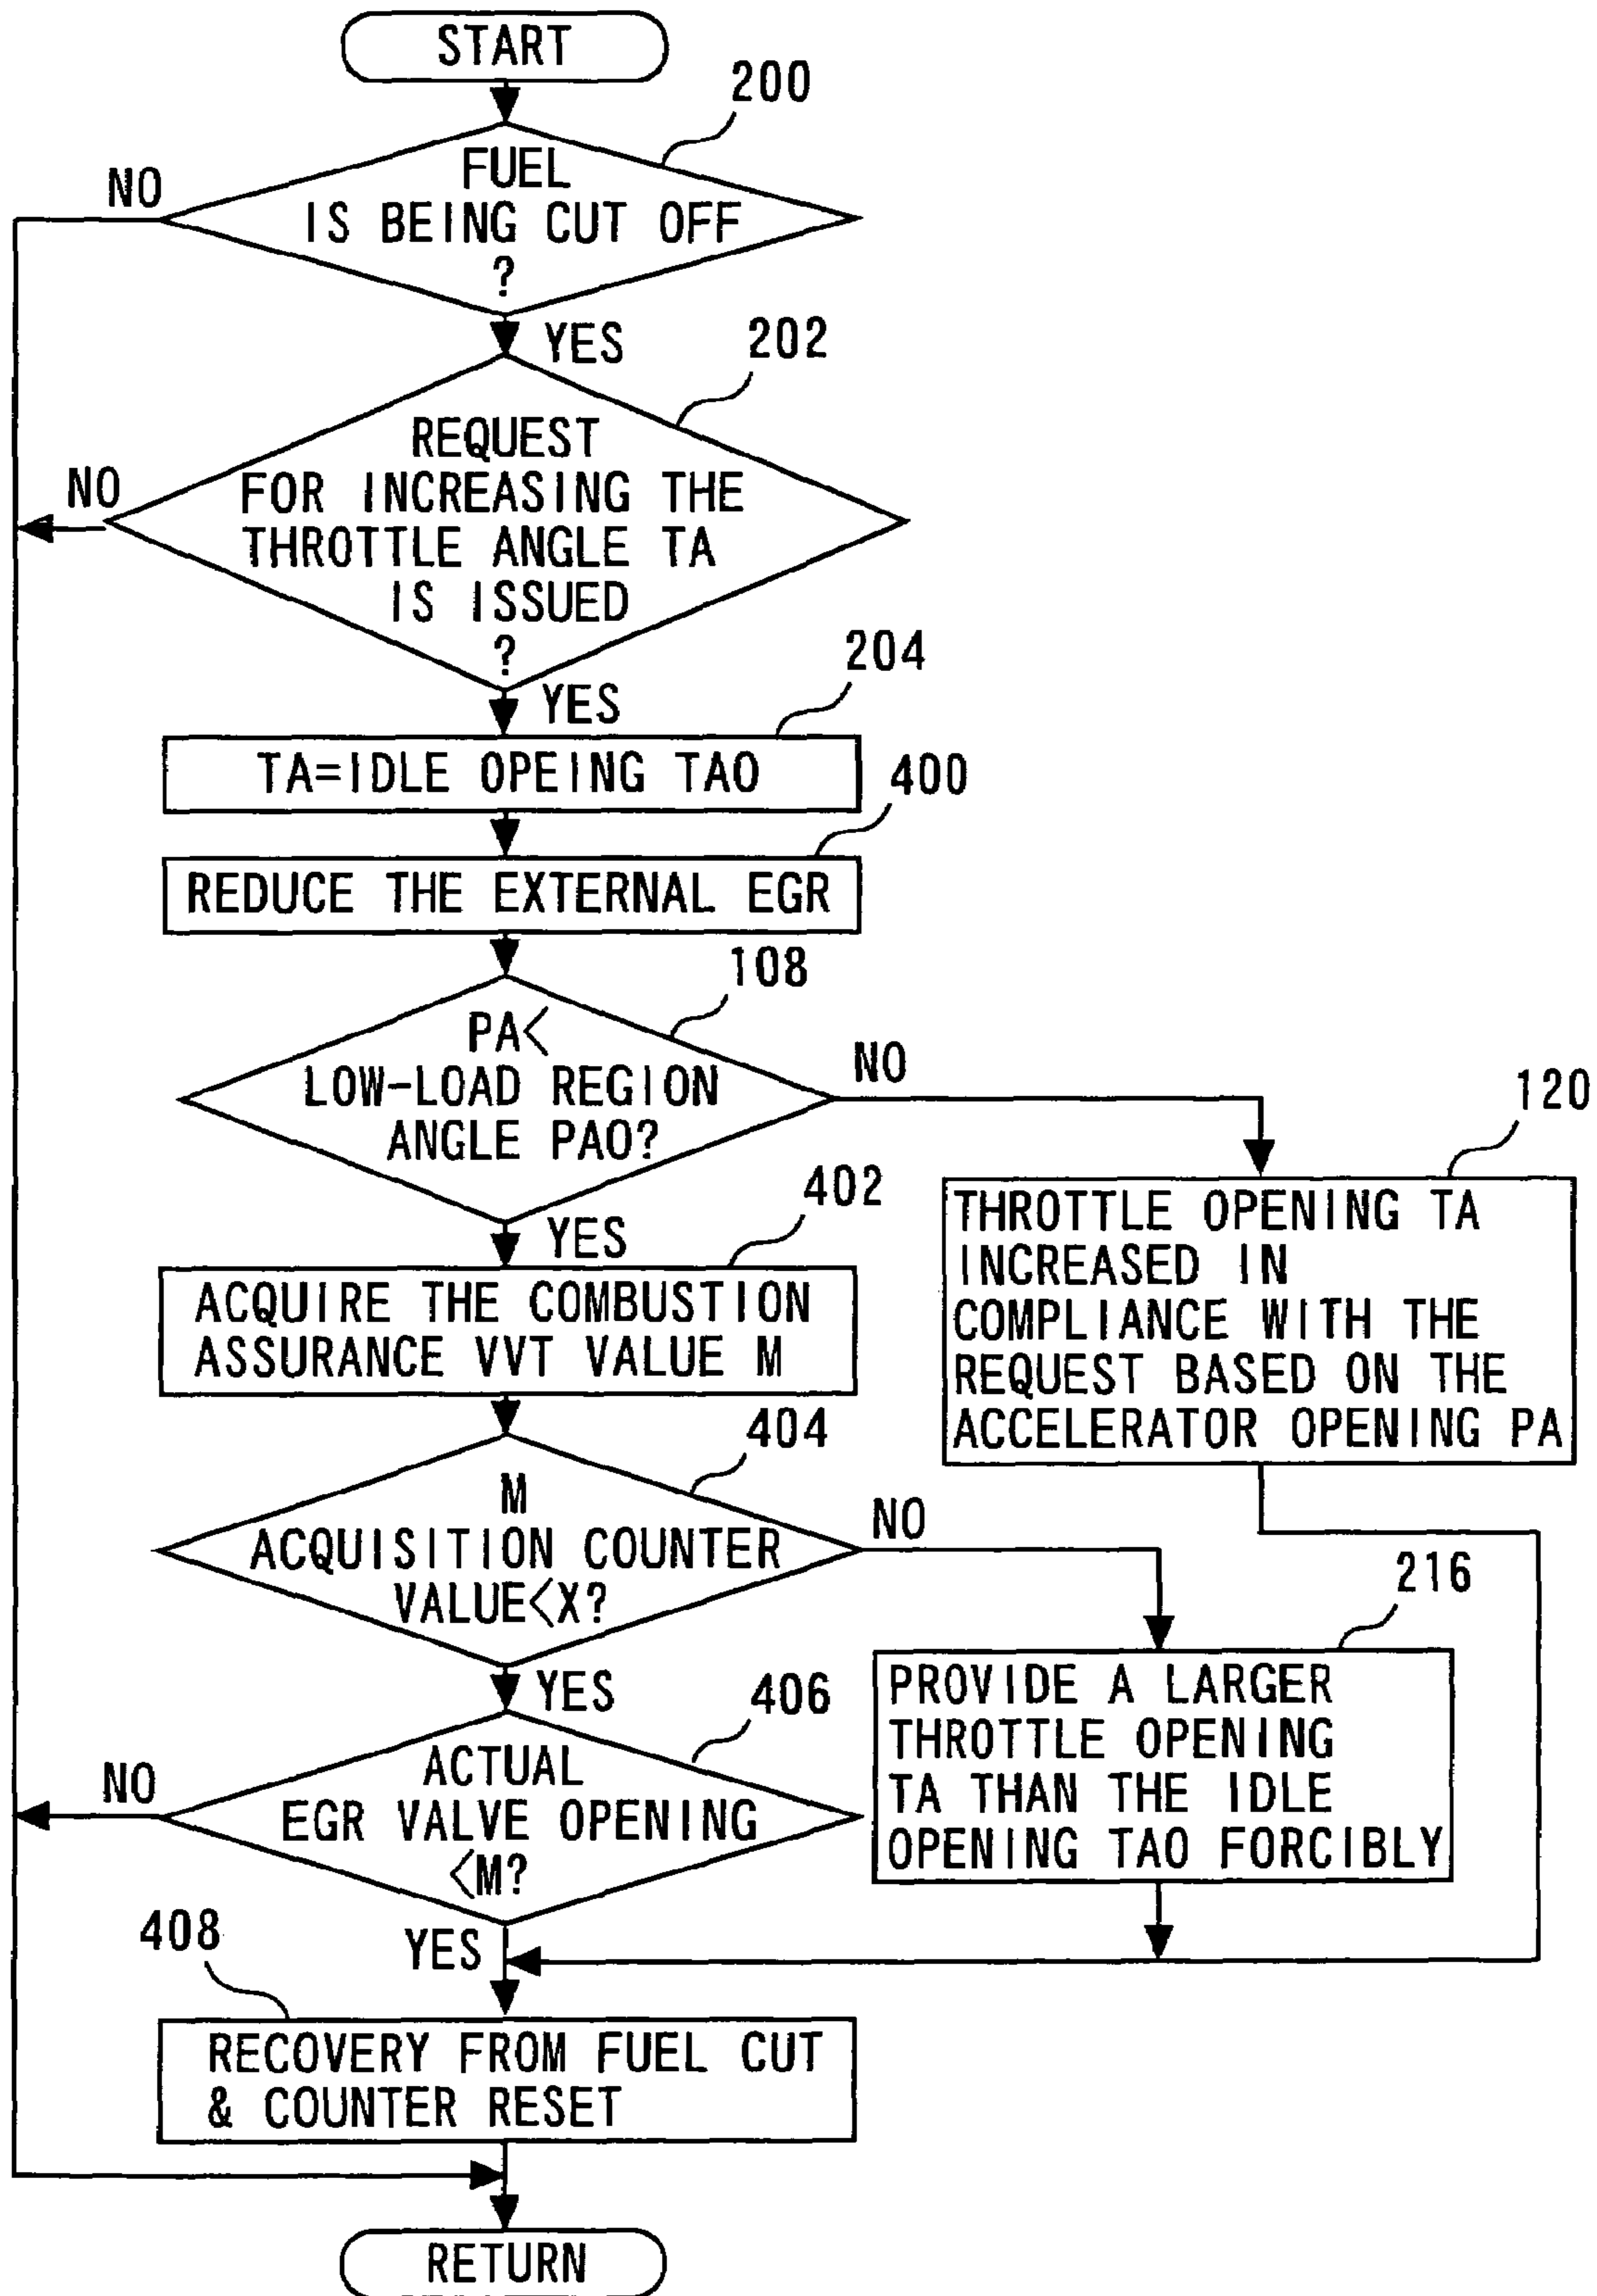 START
200
FUEL
IS BEING CUT OFF
?
NO
YES
202
REQUEST
FOR INCREASING THE
THROTTLE ANGLE TA
IS ISSUED
?
NO
YES
204
TA=IDLE OPEING TA0
400
REDUCE THE EXTERNAL EGR
108
PA<
LOW-LOAD REGION
ANGLE PA0?
NO
YES
120
THROTTLE OPENING TA
INCREASED IN
COMPLIANCE WITH THE
REQUEST BASED ON THE
ACCELERATOR OPENING PA
402
ACQUIRE THE COMBUSTION
ASSURANCE VVT VALUE M
404
M
ACQUISITION COUNTER
VALUE<X?
NO
YES
216
PROVIDE A LARGER
THROTTLE OPENING
TA THAN THE IDLE
OPENING TA0 FORCIBLY
406
ACTUAL
EGR VALVE OPENING
<M?
NO
YES
408
RECOVERY FROM FUEL CUT
& COUNTER RESET
RETURN